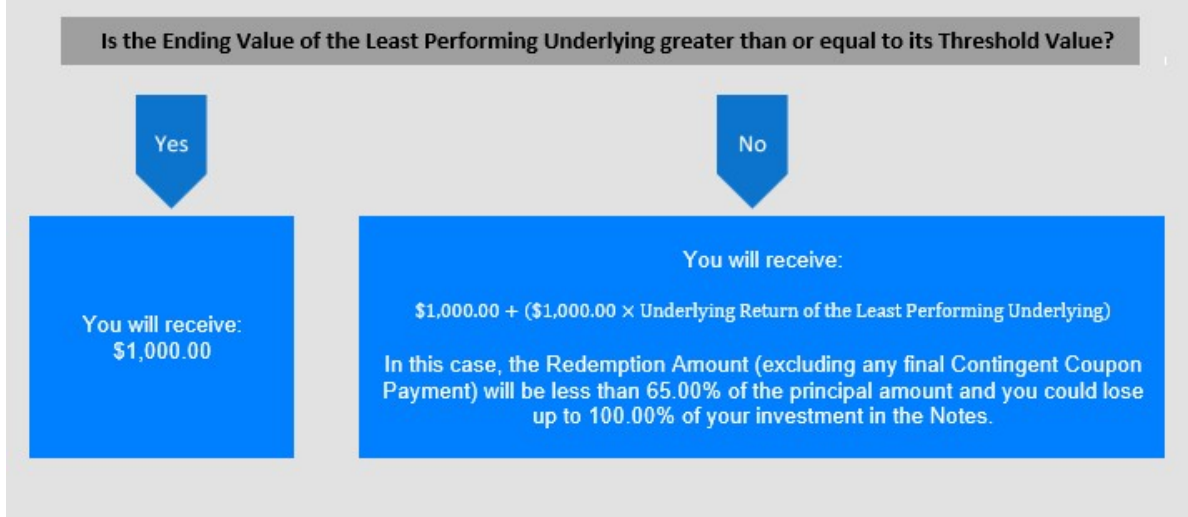 Is the Ending Value of the Least Performing Underlying greater than or equal to its Threshold Value?
Yes
No
You will receive:
$1,000.00
You will receive:
$1,000.00 + ($1,000.00 × Underlying Return of the Least Performing Underlying)
In this case, the Redemption Amount (excluding any final Contingent Coupon
Payment) will be less than 65.00% of the principal amount and you could lose
up to 100.00% of your investment in the Notes.